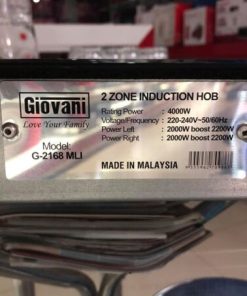 Giovani
Love Your Family
Model:
G-2168 MLI
2 ZONE INDUCTION HOB
Rating Power : 4000W
Voltage/Frequency : 220-240V~50/60Hz
Power Left : 2000W boost 2200W
Power Right : 2000W boost 2200W
MADE IN MALAYSIA